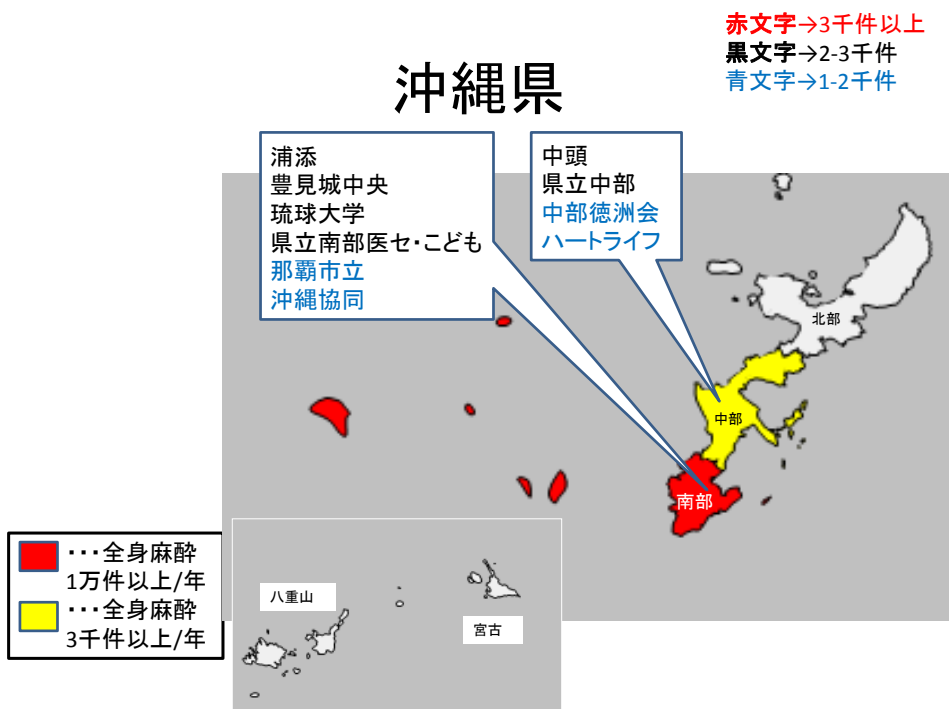 赤文字→3千件以上
黒文字→2-3千件
青文字→1-2千件
沖縄県
浦添
豊見城中央
琉球大学
県立南部医セ・こども
那覇市立
沖縄協同
中頭
県立中部
中部徳洲会
ハートライフ
北部
中部
南部
・・・全身麻酔
1万件以上/年
・・・全身麻酔
3千件以上/年
八重山
宮古